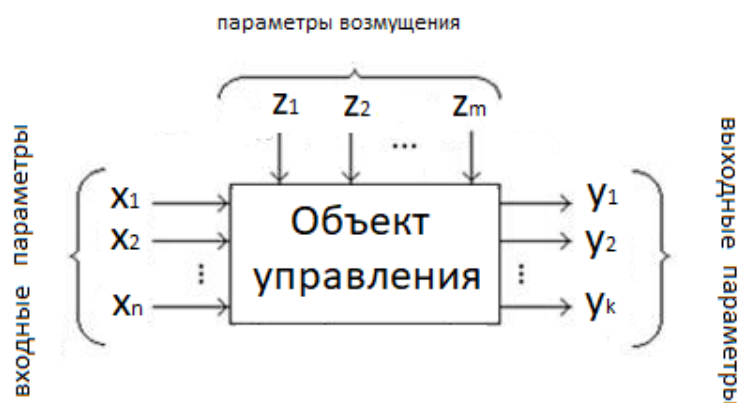 параметры возмущения
z1 z2 ... zm
входные параметры
x1
x2
⋮
xn
Объект
управления
y1
y2
⋮
yk
выходные параметры